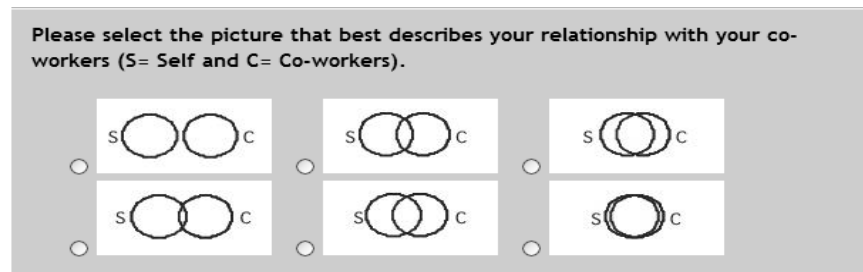 Please select the picture that best describes your relationship with your co-
workers (S= Self and C= Co-workers).
S C
S C
S C
S C
S C
S C